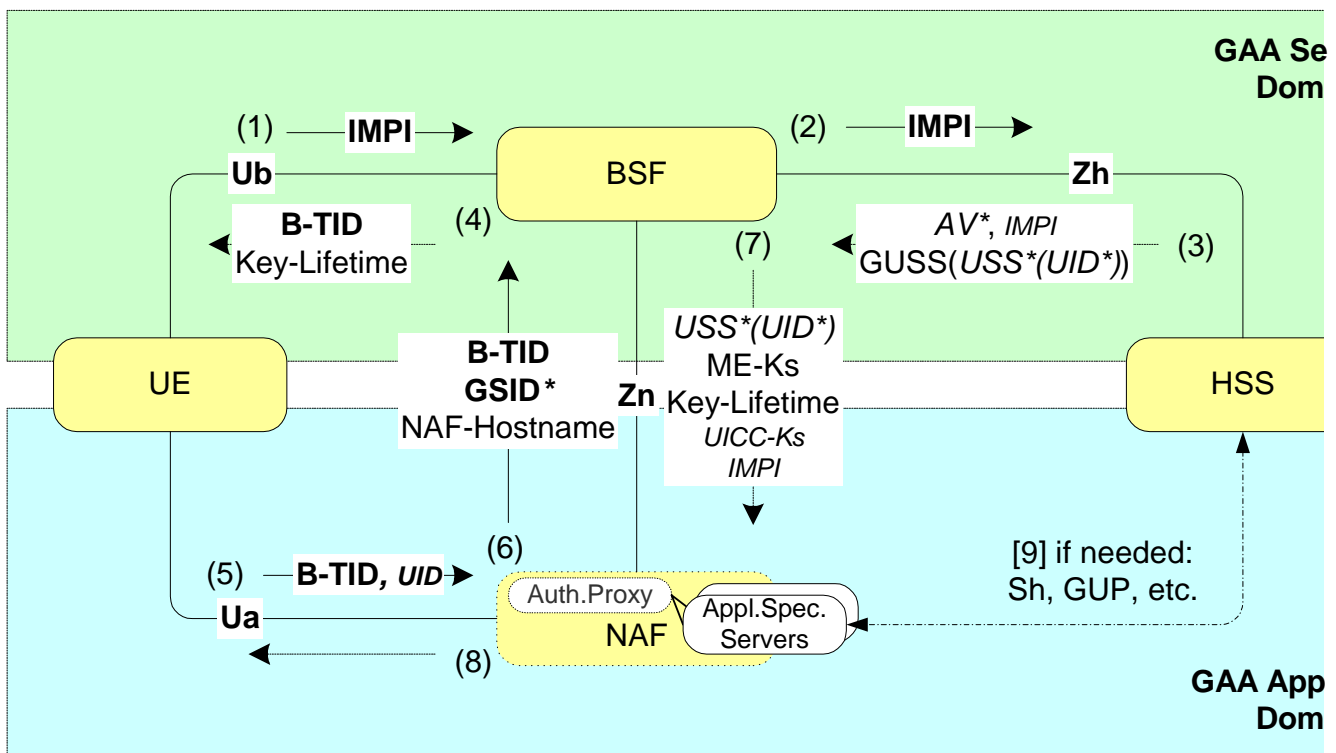 GAA Se
Dom
(1)
IMPI
(2)
IMPI
BSF
Ub
Zh
B-TID
Key-Lifetime
(4)
(7)
AV*, IMPI
GUSS(USS*(UID*))
(3)
UE
B-TID
GSID*
NAF-Hostname
Zn
USS*(UID*)
ME-Ks
Key-Lifetime
UICC-Ks
IMPI
HSS
(5)
B-TID, UID
(6)
Ua
(8)
Auth.Proxy
NAF
Appl.Spec.
Servers
[9] if needed:
Sh, GUP, etc.
GAA App
Dom